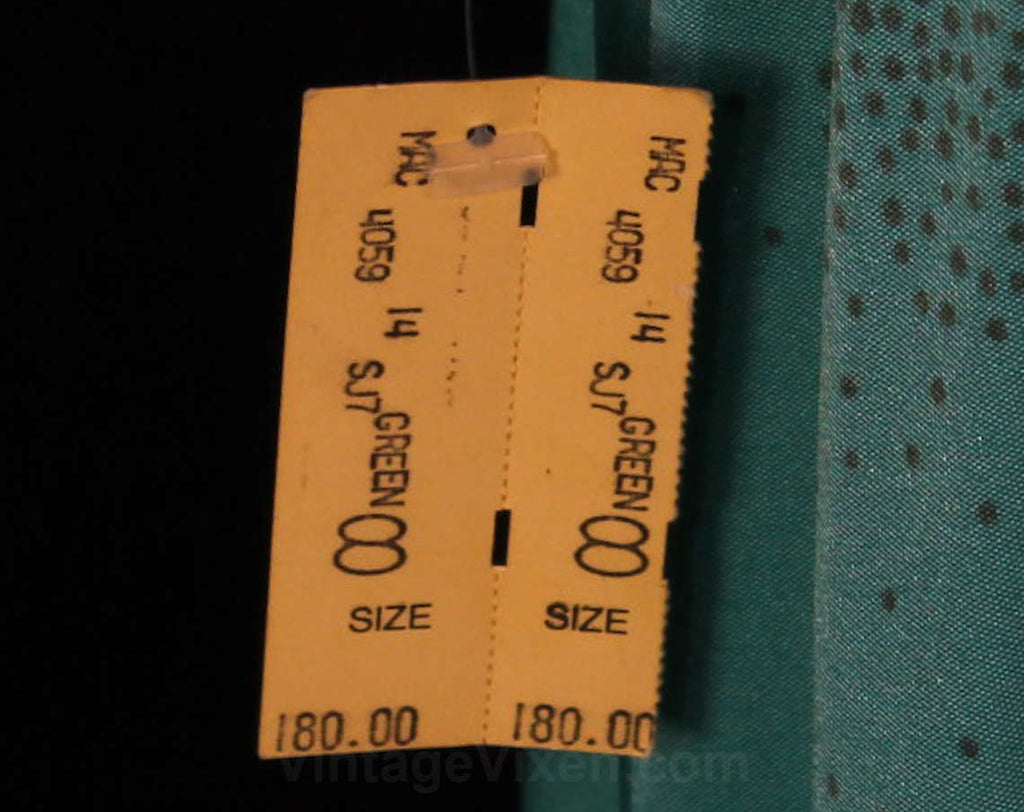 MAC
4059
14
SJ7
GREEN
8
SIZE
180.00
MAC
4059
14
SJ7
GREEN
8
SIZE
180.00
vintageVixen.com